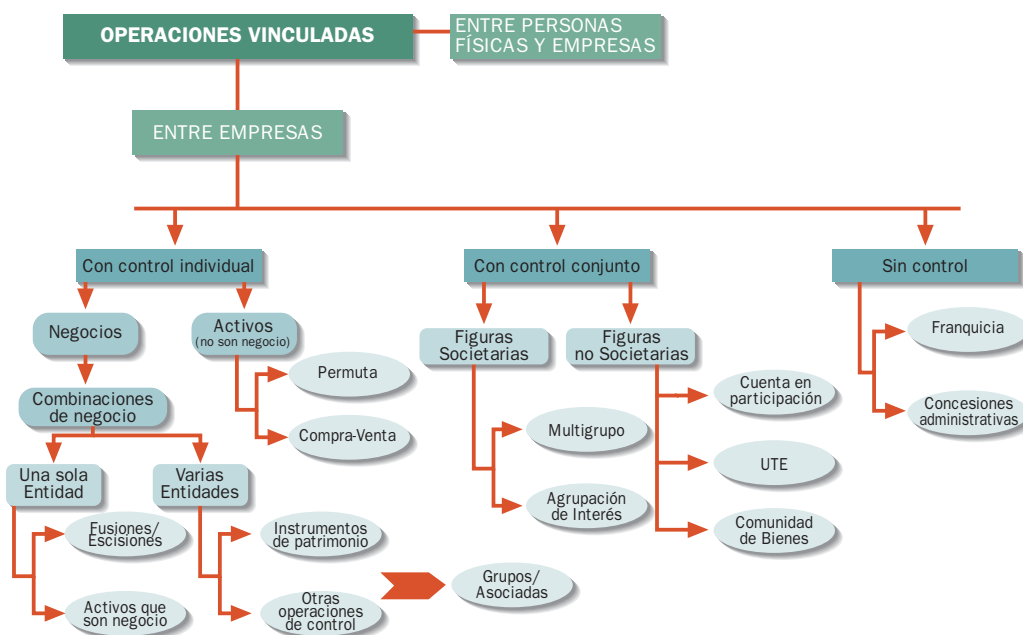 OPERACIONES VINCULADAS
ENTRE PERSONAS
FÍSICAS Y EMPRESAS
ENTRE EMPRESAS
Con control individual
Con control conjunto
Sin control
Negocios
Activos
(no son negocio)
Figuras
Societarias
Figuras
no Societarias
Franquicia
Permuta
Combinaciones
de negocio
Cuenta en
participación
Concesiones
administrativas
Compra-Venta
Multigrupo
Una sola
Entidad
Varias
Entidades
UTE
Agrupación
de Interés
Fusiones/
Escisiones
Instrumentos
de patrimonio
Comunidad
de Bienes
Grupos/
Asociadas
Activos que
son negocio
Otras
operaciones
de control